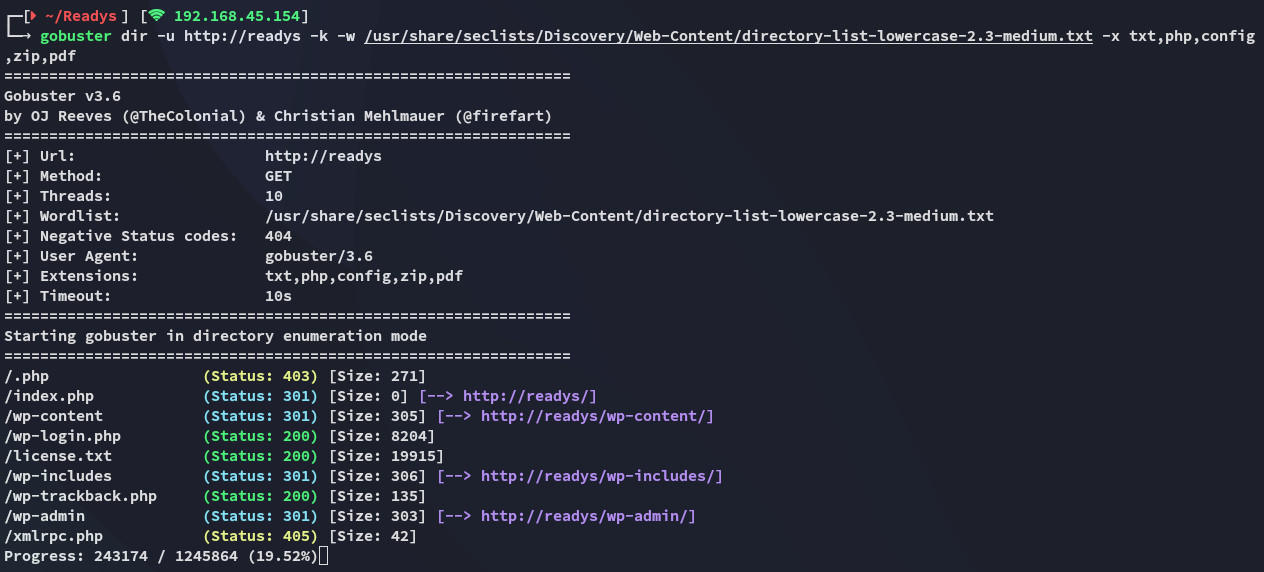 ┌─[ ~/Readys ] [ 192.168.45.154]
└─→ gobuster dir -u http://readys -k -w /usr/share/seclists/Discovery/Web-Content/directory-list-lowercase-2.3-medium.txt -x txt,php,config
,zip,pdf
===============================================================
Gobuster v3.6
by OJ Reeves (@TheColonial) & Christian Mehlmauer (@firefart)
===============================================================
[+] Url:                     http://readys
[+] Method:                  GET
[+] Threads:                 10
[+] Wordlist:                /usr/share/seclists/Discovery/Web-Content/directory-list-lowercase-2.3-medium.txt
[+] Negative Status codes:   404
[+] User Agent:              gobuster/3.6
[+] Extensions:              txt,php,config,zip,pdf
[+] Timeout:                 10s
===============================================================
Starting gobuster in directory enumeration mode
===============================================================
/.php                 (Status: 403) [Size: 271]
/index.php            (Status: 301) [Size: 0] [--> http://readys/]
/wp-content           (Status: 301) [Size: 305] [--> http://readys/wp-content/]
/wp-login.php         (Status: 200) [Size: 8204]
/license.txt          (Status: 200) [Size: 19915]
/wp-includes          (Status: 301) [Size: 306] [--> http://readys/wp-includes/]
/wp-trackback.php     (Status: 200) [Size: 135]
/wp-admin             (Status: 301) [Size: 303] [--> http://readys/wp-admin/]
/xmlrpc.php           (Status: 405) [Size: 42]
Progress: 243174 / 1245864 (19.52%)